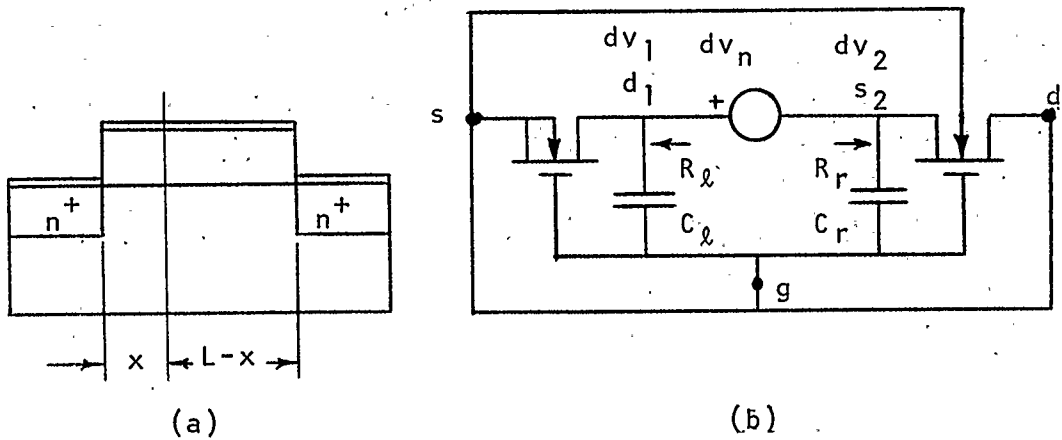 n+ n+
x L-x
(a)
dv1 dvn dv2
d1 s2 d
s +
Rℓ Rr
Cℓ Cr
g
(b)